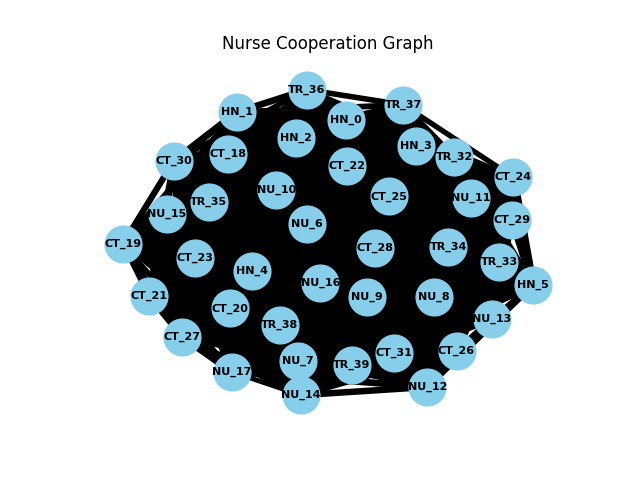 Nurse Cooperation Graph
TR_36
TR_37
HN_1
HN_0
HN_2
HN_3
CT_18
TR_32
CT_30
CT_22
CT_24
NU_10
CT_25
NU_11
TR_35
NU_15
CT_29
NU_6
CT_19
CT_28
TR_34
CT_23
TR_33
HN_4
NU_16
HN_5
CT_21
NU_9
NU_8
CT_20
NU_13
TR_38
CT_27
CT_26
CT_31
NU_7
TR_39
NU_17
NU_12
NU_14